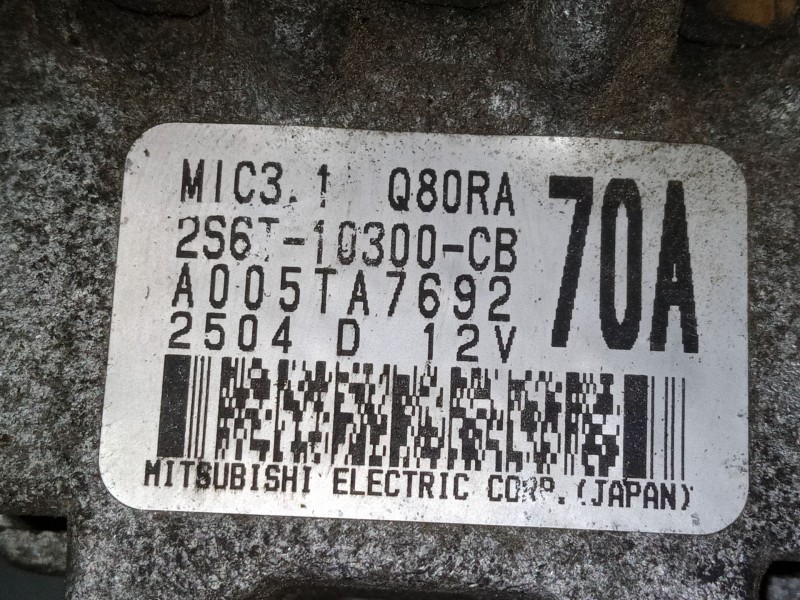 MIC3.1 Q80RA 70A
2S6T-10300-CB
A005TA7692
2504 D 12V
MITSUBISHI ELECTRIC CORP.(JAPAN)